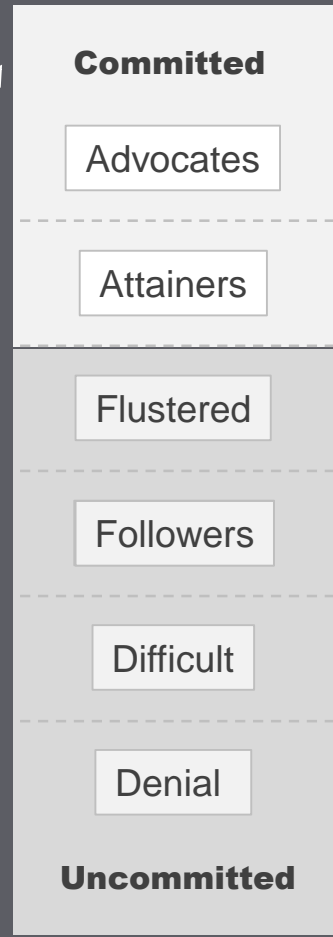 Committed
Advocates
Attainers
Flustered
Followers
Difficult
Denial
Uncommitted